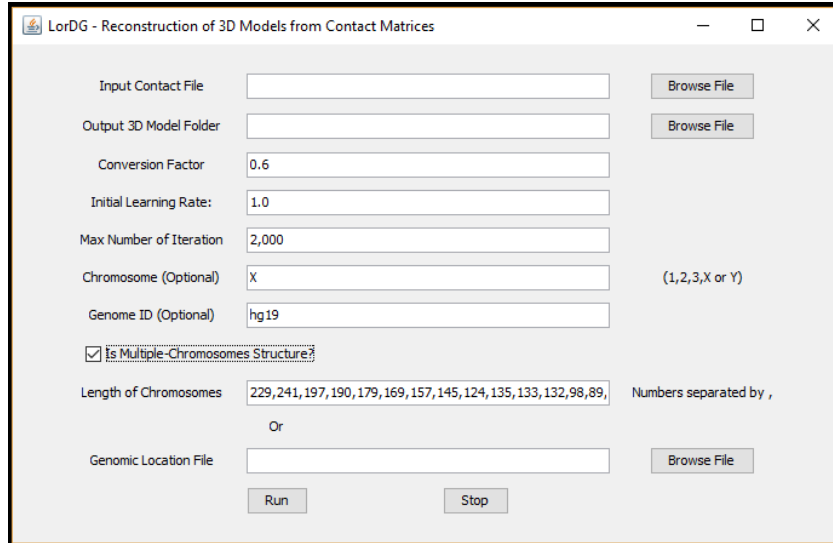 LorDG - Reconstruction of 3D Models from Contact Matrices
Input Contact File Browse File
Output 3D Model Folder Browse File
Conversion Factor 0.6
Initial Learning Rate: 1.0
Max Number of Iteration 2,000
Chromosome (Optional) X (1,2,3,X or Y)
Genome ID (Optional) hg19
Is Multiple-Chromosomes Structure?
Length of Chromosomes 229,241,197,190,179,169,157,145,124,135,133,132,98,89, Numbers separated by ,
Or
Genomic Location File Browse File
Run Stop